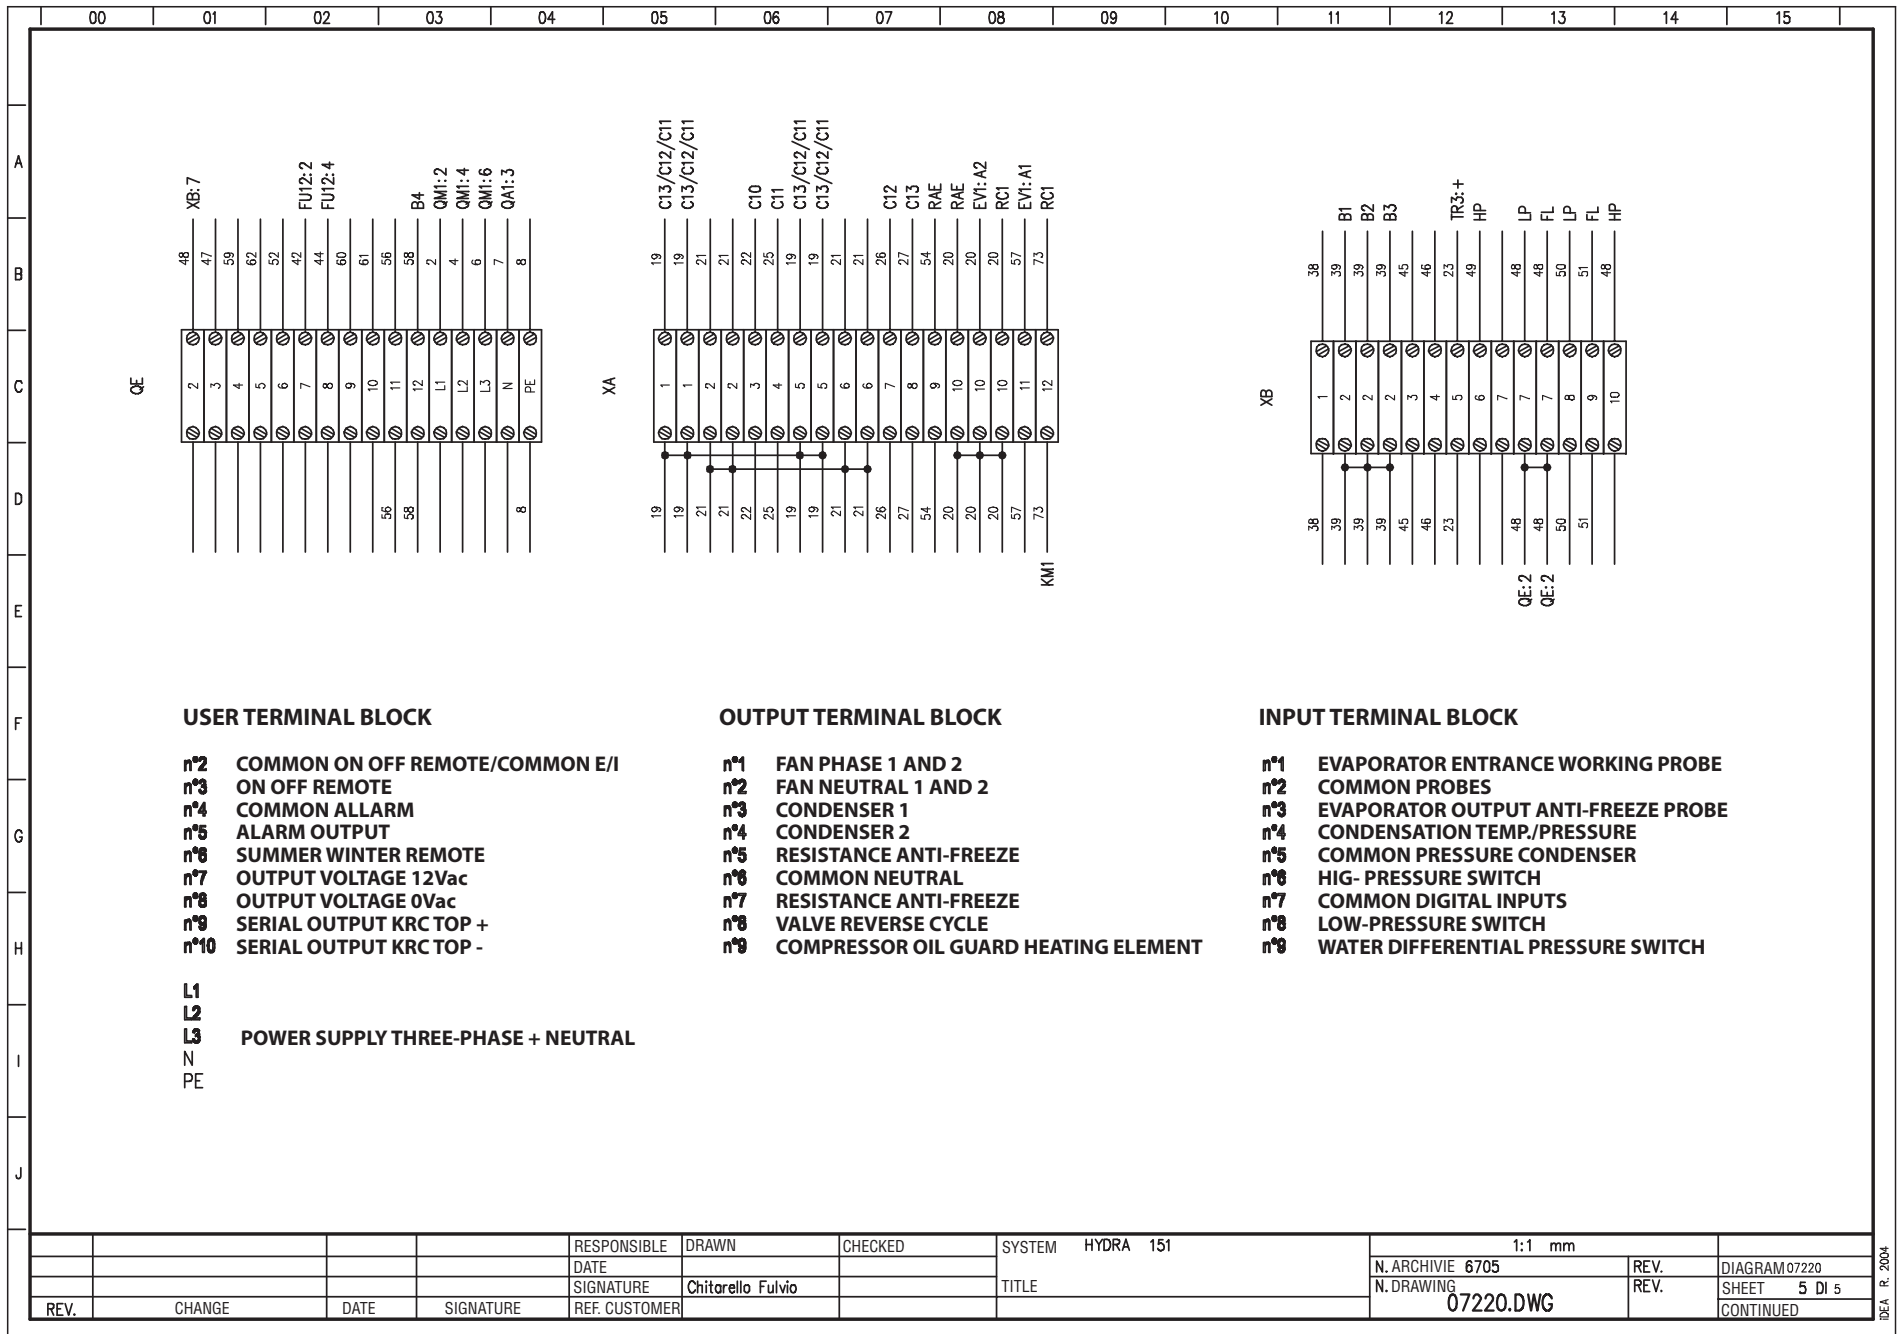 00 01 02 03 04 05 06 07 08 09 10 11 12 13 14 15
A
B
C
D
E
F
G
H
I
J
XB:7 FU12:2 FU12:4 B4 QM1:2 QM1:4 QM1:6 QA1:3
48 47 59 62 52 42 44 60 61 56 58 2 4 6 7 8
QE
2 3 4 5 6 7 8 9 10 11 12 L1 L2 L3 N PE
56 58 8
C13/C12/C11 C13/C12/C11 C10 C11 C13/C12/C11 C13/C12/C11 C12 C13 RAE RAE EV1:A2 RC1 EV1:A1 RC1
19 19 21 21 22 25 19 19 21 21 26 27 54 20 20 20 57 73
XA
1 1 2 2 3 4 5 5 6 6 7 8 9 10 10 10 11 12
19 19 21 21 22 25 19 19 21 21 26 27 54 20 20 20 57 73
KM1
B1 B2 B3 TR3:+ HP LP FL LP FL HP
38 39 39 39 45 46 23 49 48 48 50 51 48
XB
1 2 2 2 3 4 5 6 7 7 7 8 9 10
38 39 39 39 45 46 23 48 48 50 51
QE:2 QE:2
USER TERMINAL BLOCK
n°2 COMMON ON OFF REMOTE/COMMON E/I
n°3 ON OFF REMOTE
n°4 COMMON ALLARM
n°5 ALARM OUTPUT
n°6 SUMMER WINTER REMOTE
n°7 OUTPUT VOLTAGE 12Vac
n°8 OUTPUT VOLTAGE 0Vac
n°9 SERIAL OUTPUT KRC TOP +
n°10 SERIAL OUTPUT KRC TOP -
L1
L2
L3 POWER SUPPLY THREE-PHASE + NEUTRAL
N
PE
OUTPUT TERMINAL BLOCK
n°1 FAN PHASE 1 AND 2
n°2 FAN NEUTRAL 1 AND 2
n°3 CONDENSER 1
n°4 CONDENSER 2
n°5 RESISTANCE ANTI-FREEZE
n°6 COMMON NEUTRAL
n°7 RESISTANCE ANTI-FREEZE
n°8 VALVE REVERSE CYCLE
n°9 COMPRESSOR OIL GUARD HEATING ELEMENT
INPUT TERMINAL BLOCK
n°1 EVAPORATOR ENTRANCE WORKING PROBE
n°2 COMMON PROBES
n°3 EVAPORATOR OUTPUT ANTI-FREEZE PROBE
n°4 CONDENSATION TEMP./PRESSURE
n°5 COMMON PRESSURE CONDENSER
n°6 HIG- PRESSURE SWITCH
n°7 COMMON DIGITAL INPUTS
n°8 LOW-PRESSURE SWITCH
n°9 WATER DIFFERENTIAL PRESSURE SWITCH
RESPONSIBLE DRAWN CHECKED SYSTEM HYDRA 151 1:1 mm
DATE N. ARCHIVIE 6705 REV. DIAGRAM 07220
SIGNATURE Chitarello Fulvio TITLE N. DRAWING REV. SHEET 5 DI 5
REV. CHANGE DATE SIGNATURE REF. CUSTOMER 07220.DWG CONTINUED
iDEA R. 2004